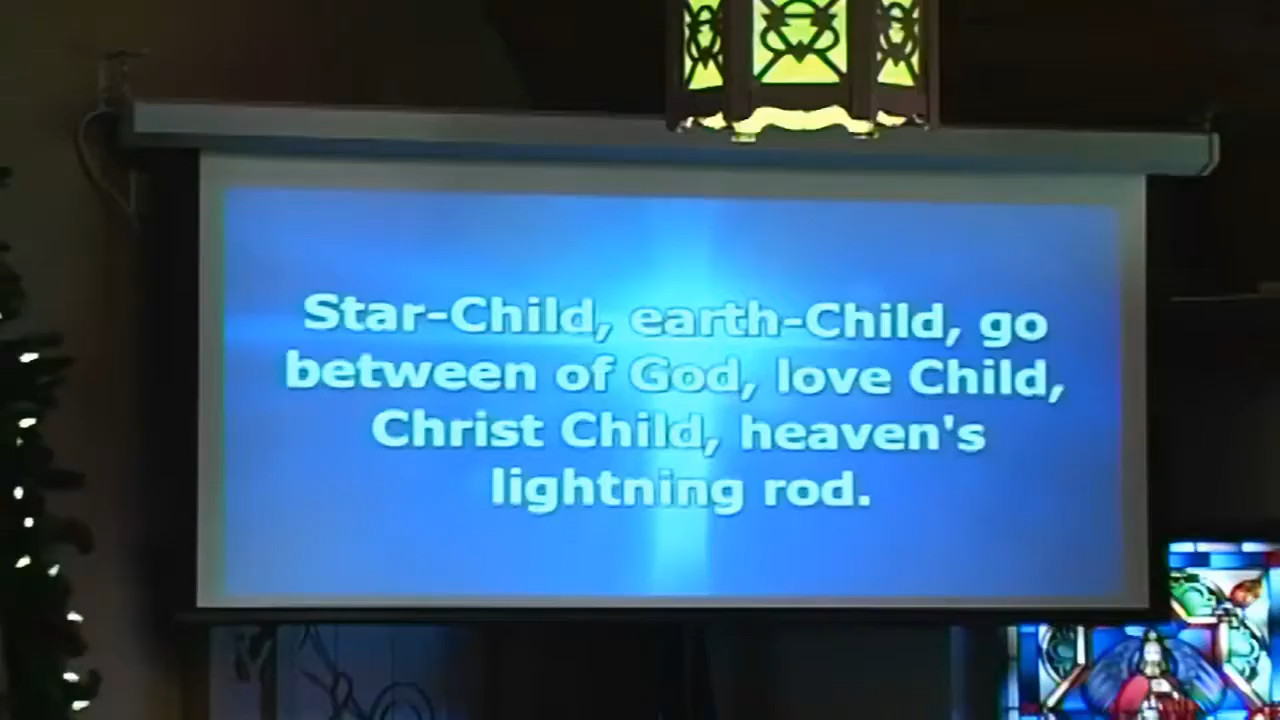 Star-Child, earth-Child, go
between of God, love Child,
Christ Child, heaven's
lightning rod.